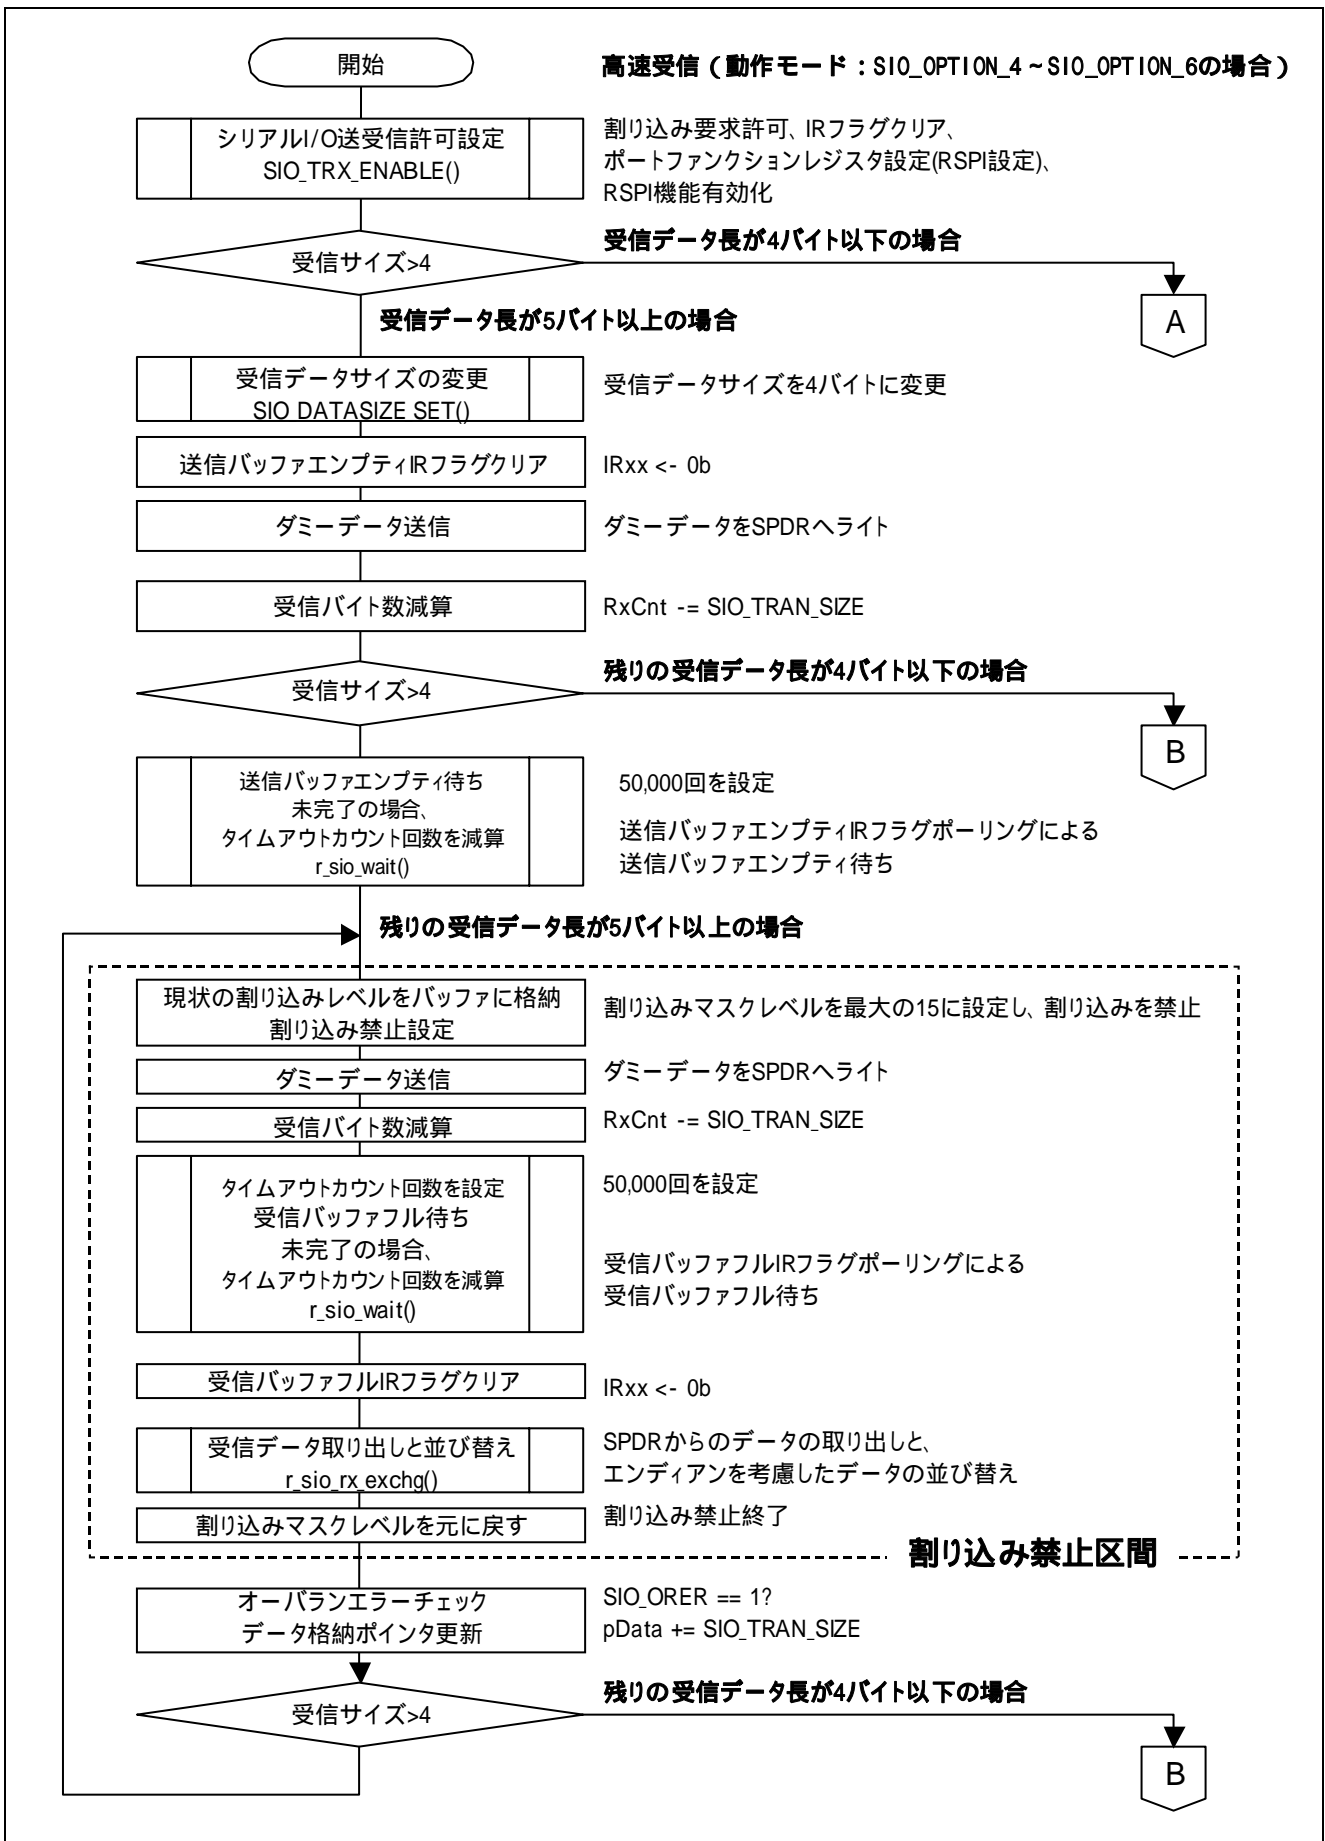 開始
高速受信（動作モード：SIO_OPTION_4～SIO_OPTION_6の場合）
シリアルI/O送受信許可設定
SIO_TRX_ENABLE()
割り込み要求許可、IRフラグクリア、
ポートファンクションレジスタ設定(RSPI設定)、
RSPI機能有効化
受信データ長が4バイト以下の場合
受信サイズ>4
A
受信データ長が5バイト以上の場合
受信データサイズの変更
SIO_DATASIZE_SET()
受信データサイズを4バイトに変更
送信バッファエンプティIRフラグクリア
IRxx <- 0b
ダミーデータ送信
ダミーデータをSPDRへライト
受信バイト数減算
RxCnt -= SIO_TRAN_SIZE
残りの受信データ長が4バイト以下の場合
受信サイズ>4
B
送信バッファエンプティ待ち
未完了の場合、
タイムアウトカウント回数を減算
r_sio_wait()
50,000回を設定
送信バッファエンプティIRフラグポーリングによる
送信バッファエンプティ待ち
残りの受信データ長が5バイト以上の場合
現状の割り込みレベルをバッファに格納
割り込み禁止設定
割り込みマスクレベルを最大の15に設定し、割り込みを禁止
ダミーデータ送信
ダミーデータをSPDRへライト
受信バイト数減算
RxCnt -= SIO_TRAN_SIZE
タイムアウトカウント回数を設定
受信バッファフル待ち
未完了の場合、
タイムアウトカウント回数を減算
r_sio_wait()
50,000回を設定
受信バッファフルIRフラグポーリングによる
受信バッファフル待ち
受信バッファフルIRフラグクリア
IRxx <- 0b
受信データ取り出しと並び替え
r_sio_rx_exchg()
SPDRからのデータの取り出しと、
エンディアンを考慮したデータの並び替え
割り込みマスクレベルを元に戻す
割り込み禁止終了
割り込み禁止区間
オーバランエラーチェック
データ格納ポインタ更新
SIO_ORER == 1?
pData += SIO_TRAN_SIZE
残りの受信データ長が4バイト以下の場合
受信サイズ>4
B